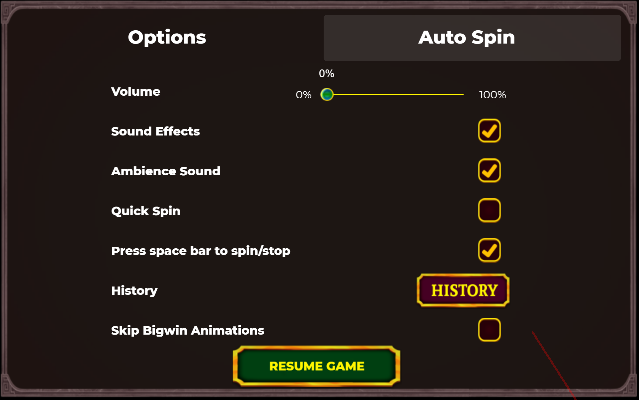 Options
Auto Spin
0%
Volume
0%
100%
Sound Effects
Ambience Sound
Quick Spin
Press space bar to spin/stop
History
HISTORY
Skip Bigwin Animations
RESUME GAME